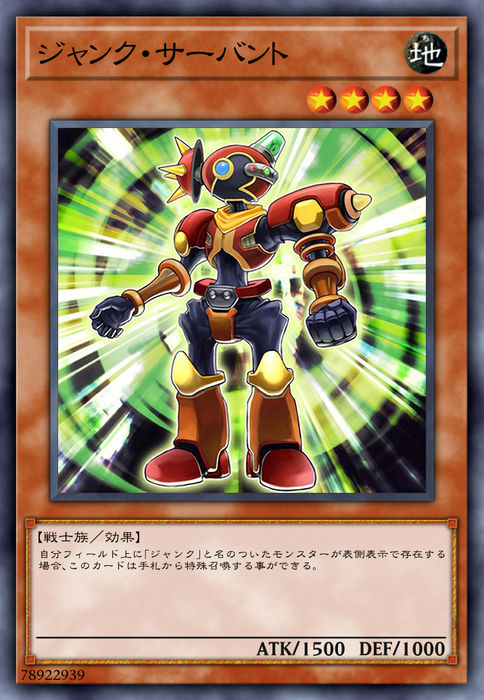 ジャンク・サーバント
ち
地
【戦士族／効果】
自分フィールド上に「ジャンク」と名のついたモンスターが表側表示で存在する
場合、このカードは手札から特殊召喚する事ができる。
ATK/1500 DEF/1000
78922939